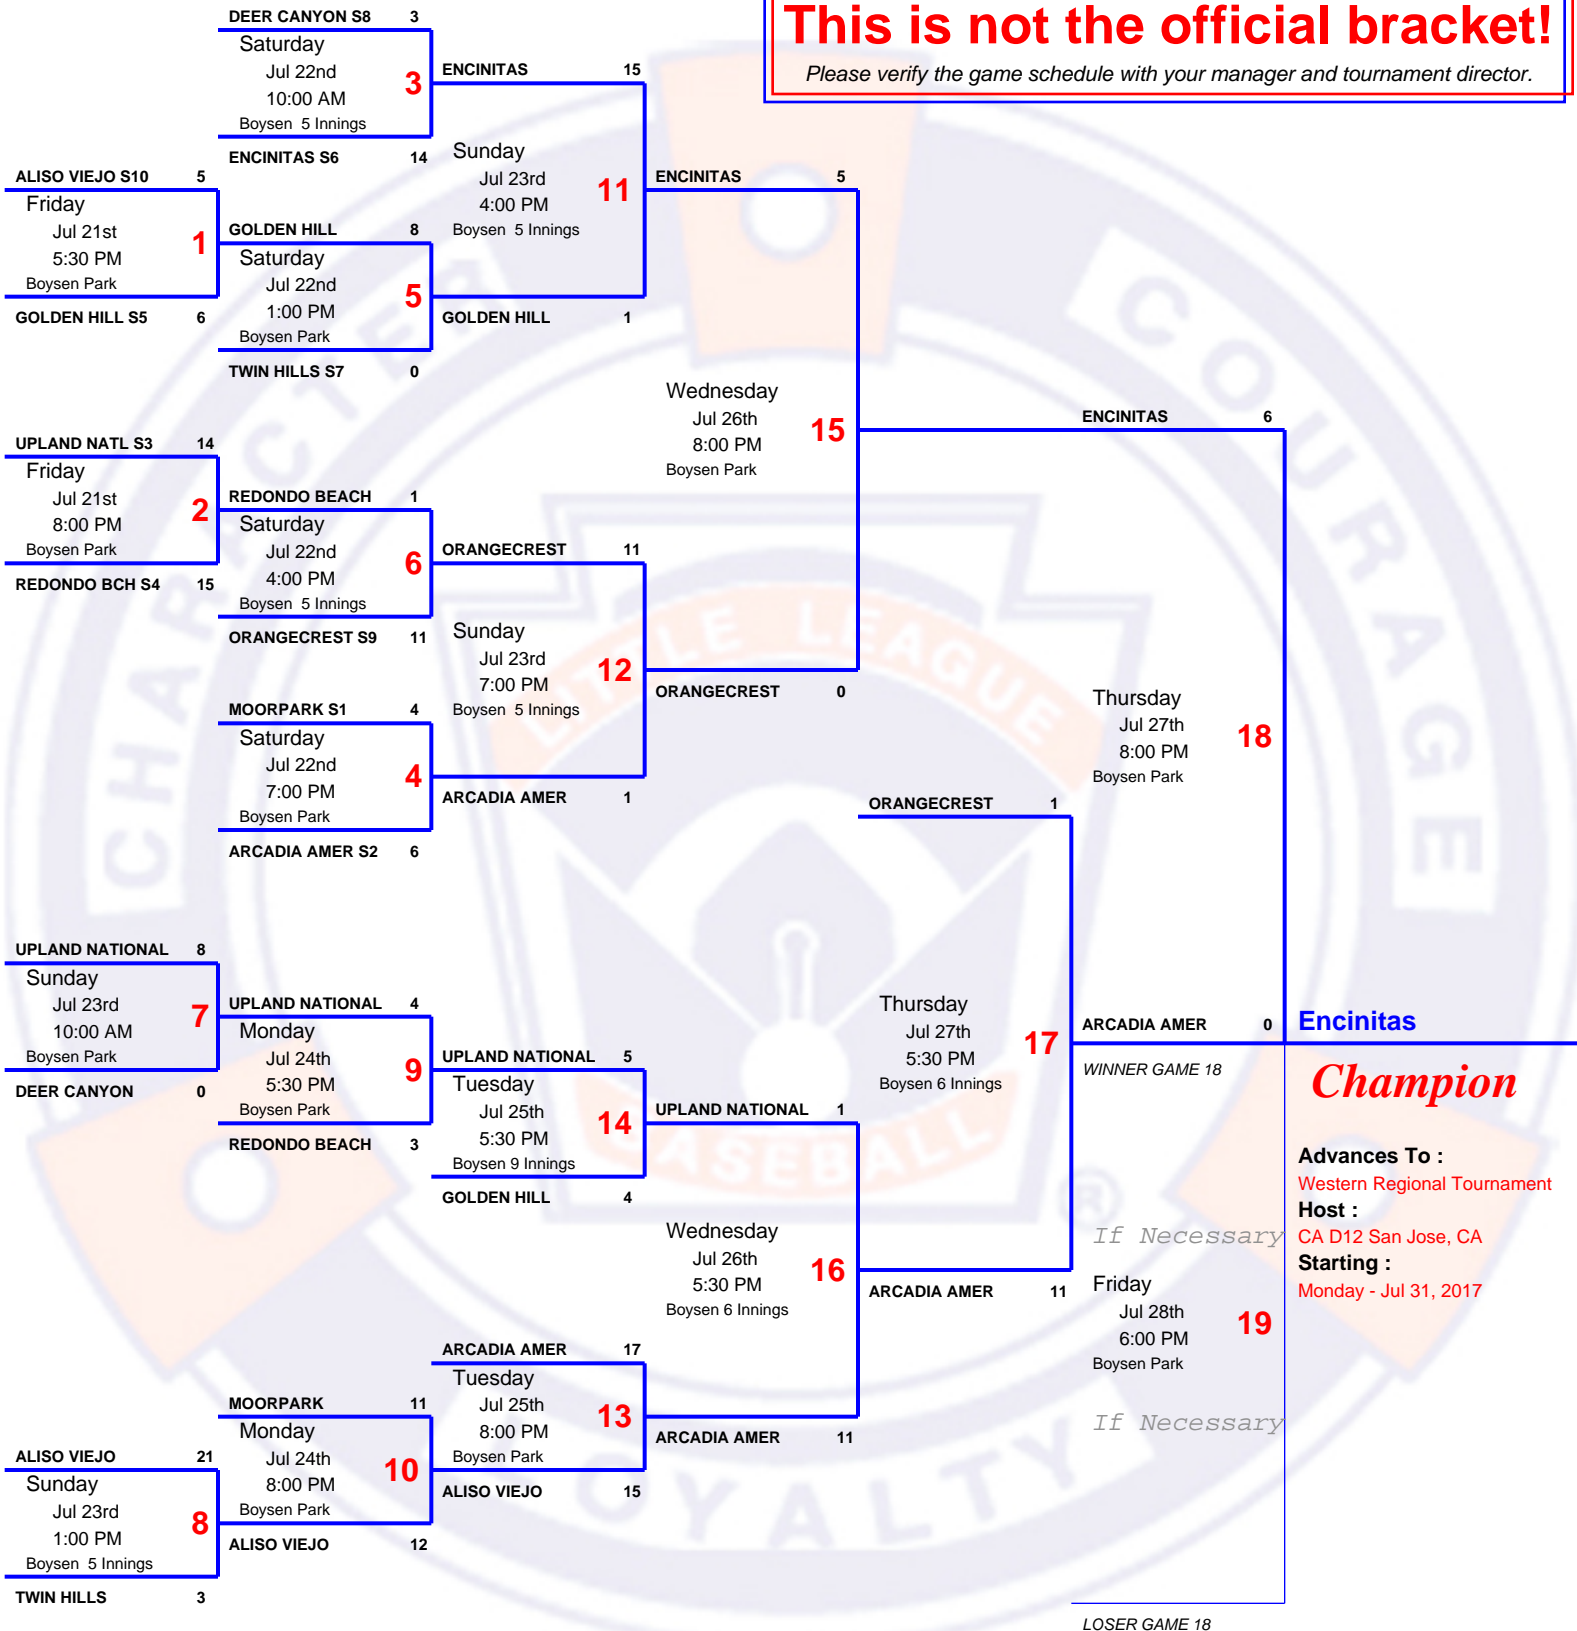 This is not the official bracket!
Please verify the game schedule with your manager and tournament director.
DEER CANYON S8 3
Saturday
Jul 22nd
10:00 AM
Boysen 5 Innings
3
ENCINITAS S6 14
ENCINITAS 15
Sunday
Jul 23rd
4:00 PM
Boysen 5 Innings
11
GOLDEN HILL 1
ALISO VIEJO S10 5
Friday
Jul 21st
5:30 PM
Boysen Park
1
GOLDEN HILL S5 6
GOLDEN HILL 8
Saturday
Jul 22nd
1:00 PM
Boysen Park
5
TWIN HILLS S7 0
ENCINITAS 5
Wednesday
Jul 26th
8:00 PM
Boysen Park
15
ORANGECREST 0
UPLAND NATL S3 14
Friday
Jul 21st
8:00 PM
Boysen Park
2
REDONDO BCH S4 15
REDONDO BEACH 1
Saturday
Jul 22nd
4:00 PM
Boysen 5 Innings
6
ORANGECREST S9 11
ORANGECREST 11
Sunday
Jul 23rd
7:00 PM
Boysen 5 Innings
12
ARCADIA AMER 1
MOORPARK S1 4
Saturday
Jul 22nd
7:00 PM
Boysen Park
4
ARCADIA AMER S2 6
ENCINITAS 6
Thursday
Jul 27th
8:00 PM
Boysen Park
18
ARCADIA AMER 0
ORANGECREST 1
Thursday
Jul 27th
5:30 PM
Boysen 6 Innings
17
ARCADIA AMER 11
UPLAND NATIONAL 8
Sunday
Jul 23rd
10:00 AM
Boysen Park
7
DEER CANYON 0
UPLAND NATIONAL 4
Monday
Jul 24th
5:30 PM
Boysen Park
9
REDONDO BEACH 3
UPLAND NATIONAL 5
Tuesday
Jul 25th
5:30 PM
Boysen 9 Innings
14
GOLDEN HILL 4
UPLAND NATIONAL 1
Wednesday
Jul 26th
5:30 PM
Boysen 6 Innings
16
ARCADIA AMER 11
ARCADIA AMER 17
Tuesday
Jul 25th
8:00 PM
Boysen Park
13
ALISO VIEJO 15
MOORPARK 11
Monday
Jul 24th
8:00 PM
Boysen Park
10
ALISO VIEJO 12
ALISO VIEJO 21
Sunday
Jul 23rd
1:00 PM
Boysen 5 Innings
8
TWIN HILLS 3
WINNER GAME 18
If Necessary
Friday
Jul 28th
6:00 PM
Boysen Park
19
If Necessary
LOSER GAME 18
Encinitas
Champion
Advances To :
Western Regional Tournament
Host :
CA D12 San Jose, CA
Starting :
Monday - Jul 31, 2017
CHARACTER
COURAGE
LOYALTY
LITTLE LEAGUE
BASEBALL
®